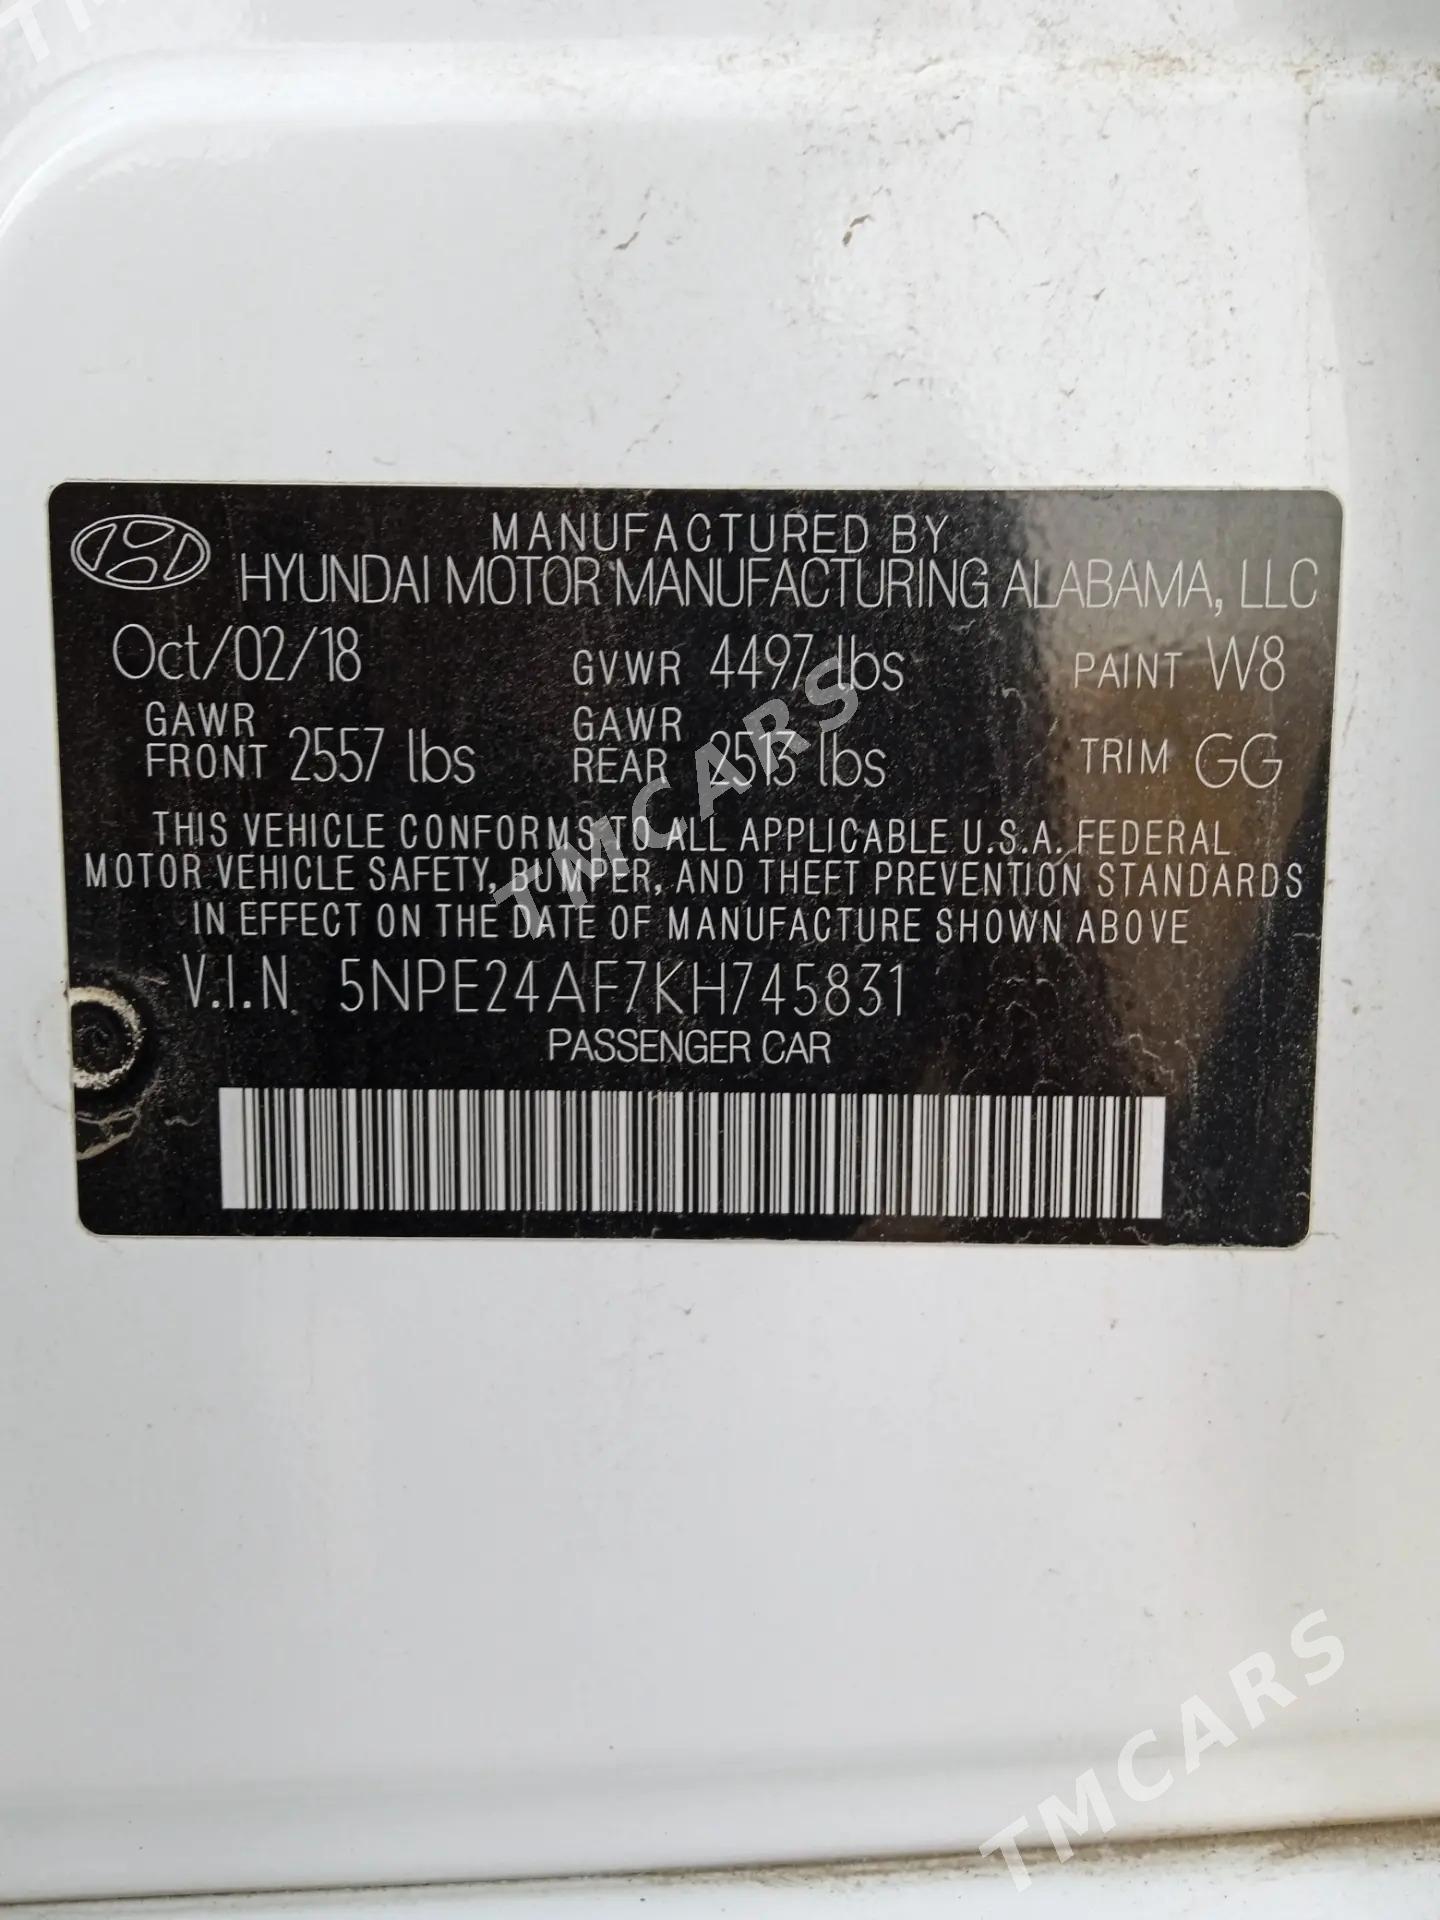 MANUFACTURED BY
HYUNDAI MOTOR MANUFACTURING ALABAMA, LLC
Oct/02/18 GVWR 4497 lbs PAINT W8
GAWR FRONT 2557 lbs GAWR REAR 2513 lbs TRIM GG
THIS VEHICLE CONFORMS TO ALL APPLICABLE U.S.A. FEDERAL
MOTOR VEHICLE SAFETY, BUMPER, AND THEFT PREVENTION STANDARDS
IN EFFECT ON THE DATE OF MANUFACTURE SHOWN ABOVE
V.I.N. 5NPE24AF7KH745831
PASSENGER CAR
TMCARS
TMCARS